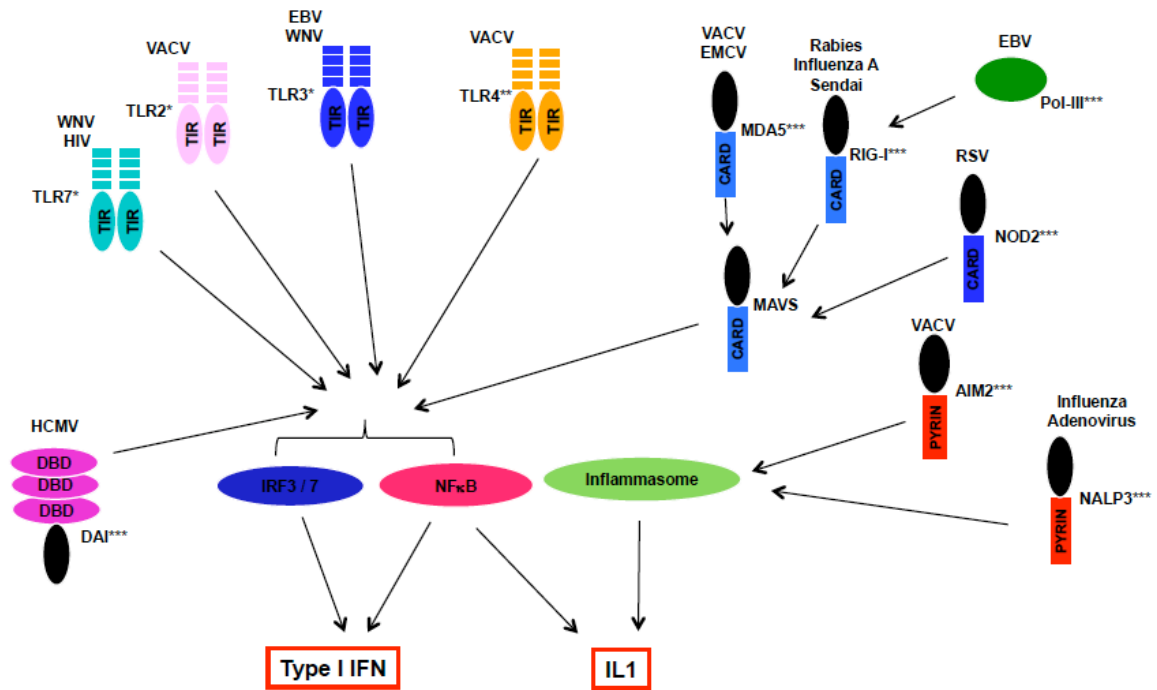 EBV
WNV
VACV
TLR2*
TIR TIR
TLR3*
TIR TIR
VACV
TLR4**
TIR TIR
WNV
HIV
TLR7*
TIR TIR
VACV
EMCV
MDA5***
CARD
Rabies
Influenza A
Sendai
RIG-I***
CARD
EBV
Pol-III***
RSV
NOD2***
CARD
MAVS
CARD
VACV
AIM2***
PYRIN
Influenza
Adenovirus
NALP3***
PYRIN
HCMV
DBD
DBD
DBD
DAI***
IRF3 / 7
NFκB
Inflammasome
Type I IFN
IL1